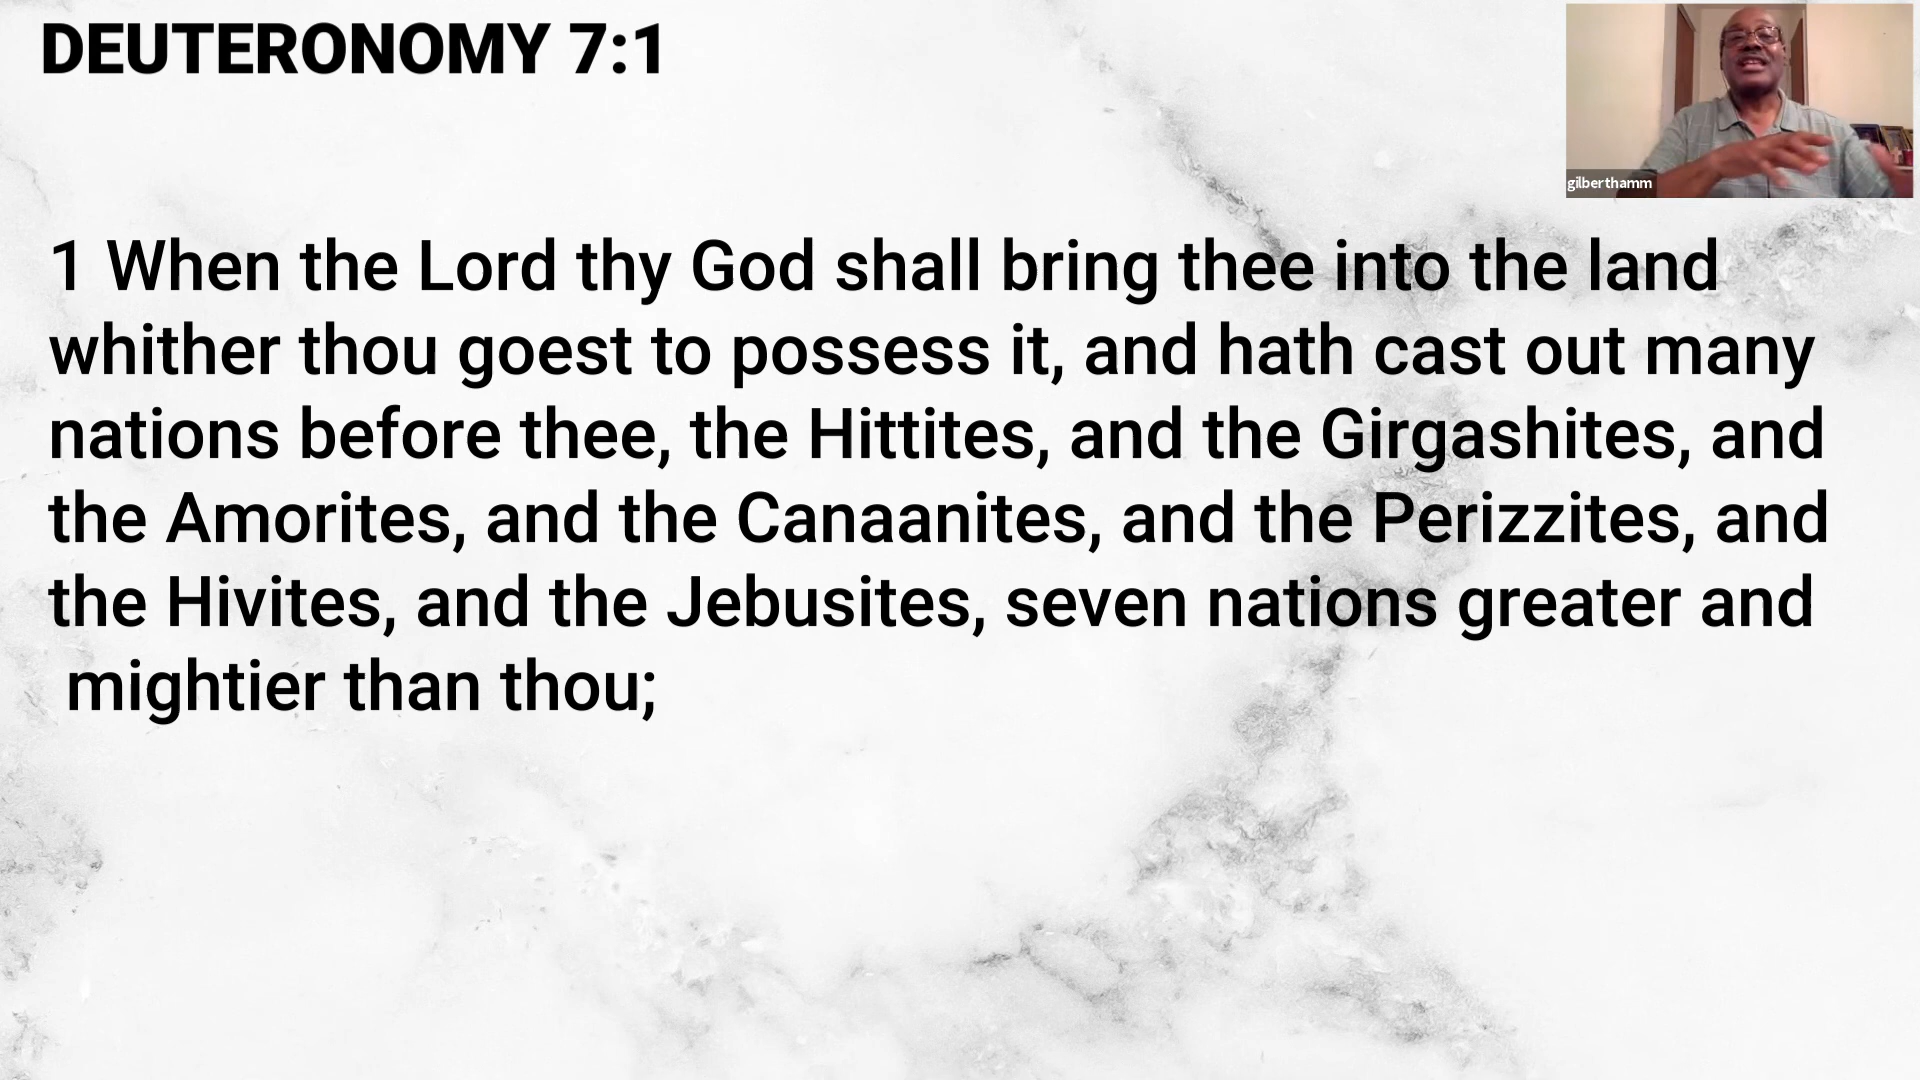 DEUTERONOMY 7:1
gilberthamm
1 When the Lord thy God shall bring thee into the land
whither thou goest to possess it, and hath cast out many
nations before thee, the Hittites, and the Girgashites, and
the Amorites, and the Canaanites, and the Perizzites, and
the Hivites, and the Jebusites, seven nations greater and
mightier than thou;